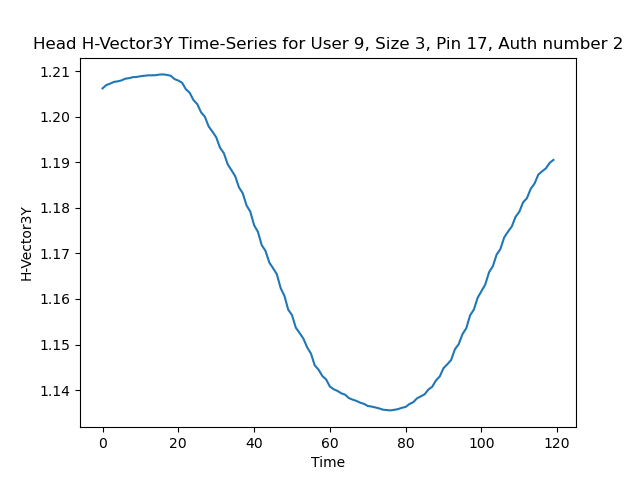 Head H-Vector3Y Time-Series for User 9, Size 3, Pin 17, Auth number 2
1.21
1.20
1.19
1.18
1.17
1.16
1.15
1.14
H-Vector3Y
0 20 40 60 80 100 120
Time